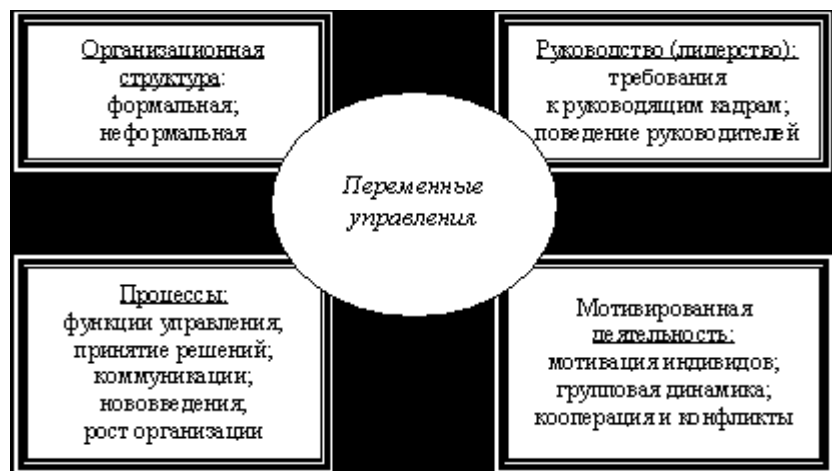 Организационная
структура:
формальная;
неформальная
Руководство (лидерство):
требования
к руководящим кадрам;
поведение руководителей
Переменные
управления
Процессы:
функции управления;
принятие решений;
коммуникации;
нововведения;
рост организации
Мотивированная
деятельность:
мотивация индивидов;
групповая динамика;
кооперация и конфликты